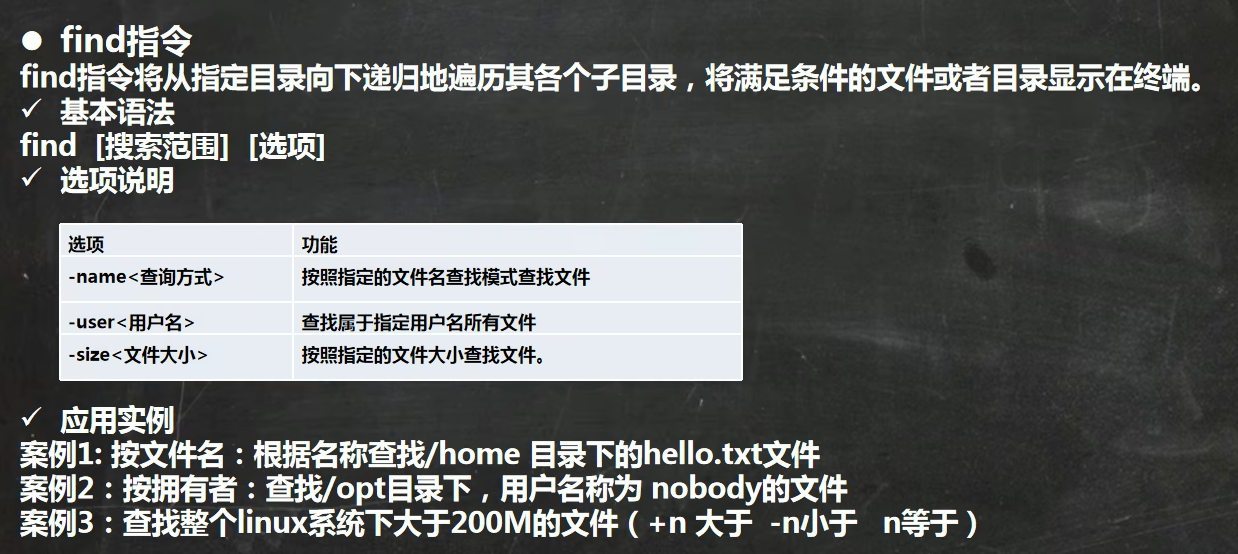 ● find指令
find指令将从指定目录向下递归地遍历其各个子目录，将满足条件的文件或者目录显示在终端。
✓ 基本语法
find [搜索范围] [选项]
✓ 选项说明
选项 功能
-name<查询方式> 按照指定的文件名查找模式查找文件
-user<用户名> 查找属于指定用户名所有文件
-size<文件大小> 按照指定的文件大小查找文件。
✓ 应用实例
案例1: 按文件名：根据名称查找/home 目录下的hello.txt文件
案例2：按拥有者：查找/opt目录下，用户名称为 nobody的文件
案例3：查找整个linux系统下大于200M的文件（+n 大于 -n小于 n等于）